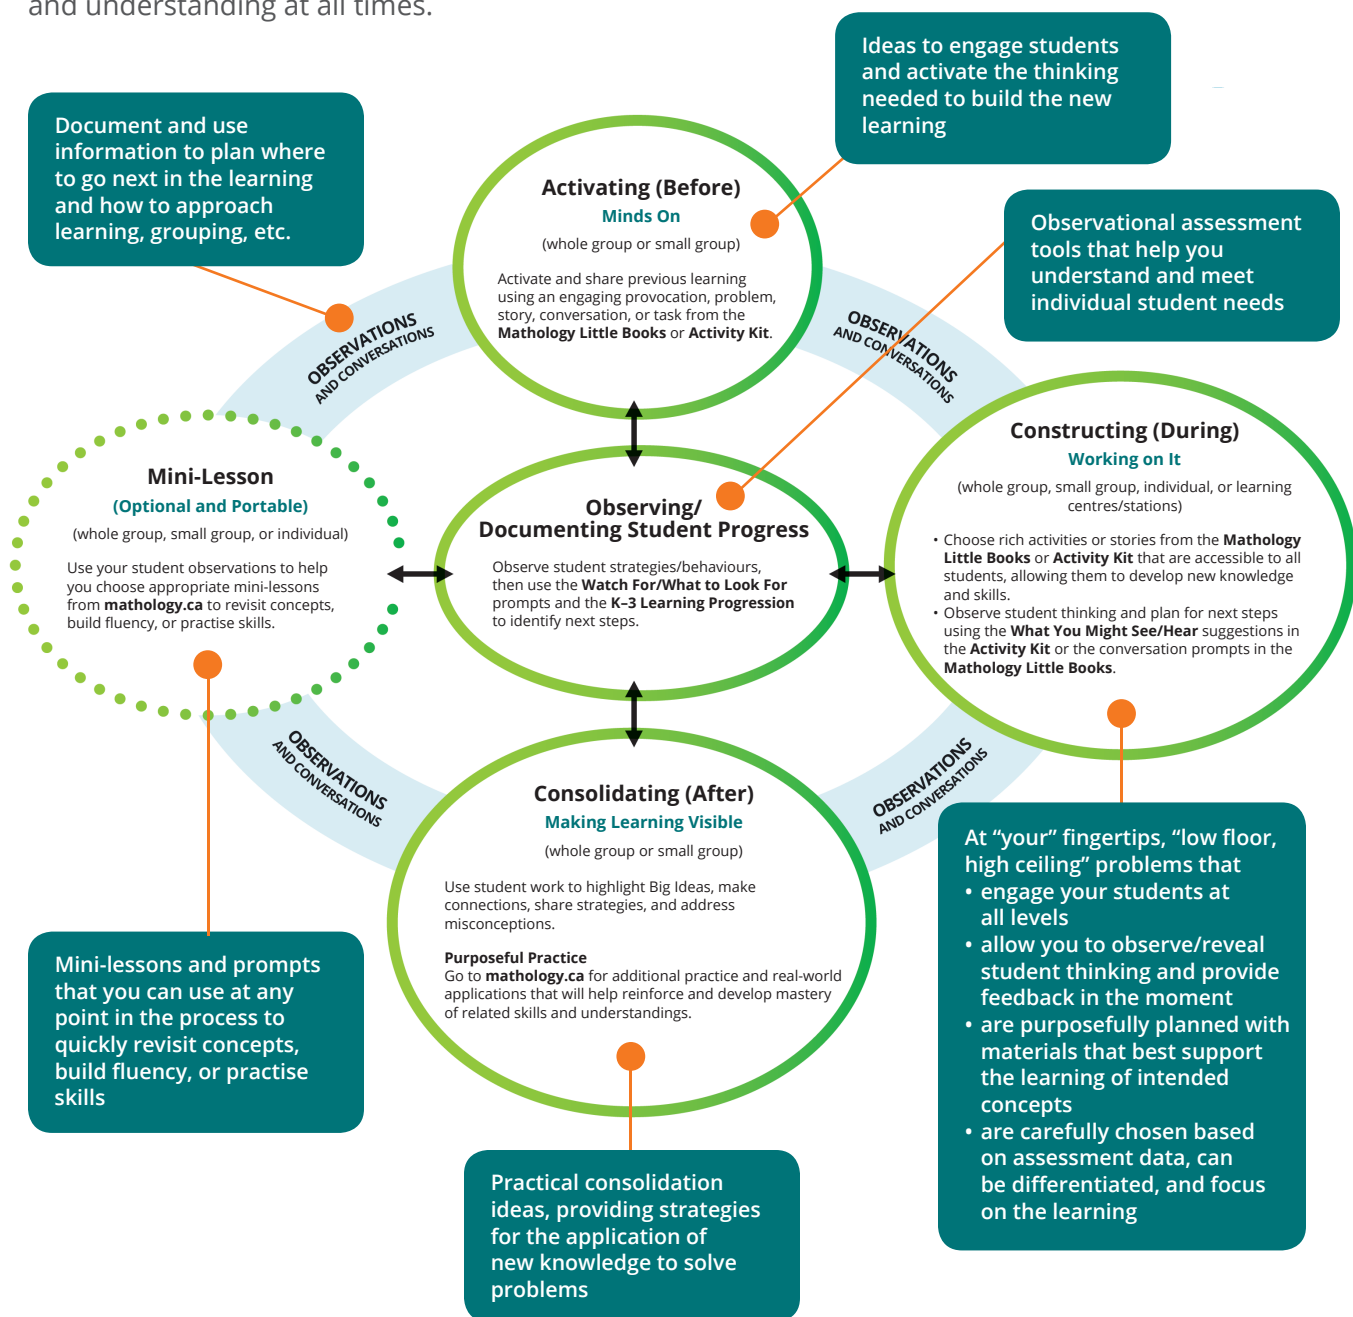 and understanding at all times.
Ideas to engage students
and activate the thinking
needed to build the new
learning
Document and use
information to plan where
to go next in the learning
and how to approach
learning, grouping, etc.
Activating (Before)
Minds On
(whole group or small group)
Activate and share previous learning
using an engaging provocation, problem,
story, conversation, or task from the
Mathology Little Books or Activity Kit.
Observational assessment
tools that help you
understand and meet
individual student needs
OBSERVATIONS
AND CONVERSATIONS
OBSERVATIONS
AND CONVERSATIONS
Mini-Lesson
(Optional and Portable)
(whole group, small group, or individual)
Use your student observations to help
you choose appropriate mini-lessons
from mathology.ca to revisit concepts,
build fluency, or practise skills.
Observing/
Documenting Student Progress
Observe student strategies/behaviours,
then use the Watch For/What to Look For
prompts and the K–3 Learning Progression
to identify next steps.
Constructing (During)
Working on It
(whole group, small group, individual, or learning
centres/stations)
• Choose rich activities or stories from the Mathology
Little Books or Activity Kit that are accessible to all
students, allowing them to develop new knowledge
and skills.
• Observe student thinking and plan for next steps
using the What You Might See/Hear suggestions in
the Activity Kit or the conversation prompts in the
Mathology Little Books.
OBSERVATIONS
AND CONVERSATIONS
OBSERVATIONS
AND CONVERSATIONS
Consolidating (After)
Making Learning Visible
(whole group or small group)
Use student work to highlight Big Ideas, make
connections, share strategies, and address
misconceptions.
Purposeful Practice
Go to mathology.ca for additional practice and real-world
applications that will help reinforce and develop mastery
of related skills and understandings.
Mini-lessons and prompts
that you can use at any
point in the process to
quickly revisit concepts,
build fluency, or practise
skills
At “your” fingertips, “low floor,
high ceiling” problems that
• engage your students at
all levels
• allow you to observe/reveal
student thinking and provide
feedback in the moment
• are purposefully planned with
materials that best support
the learning of intended
concepts
• are carefully chosen based
on assessment data, can
be differentiated, and focus
on the learning
Practical consolidation
ideas, providing strategies
for the application of
new knowledge to solve
problems